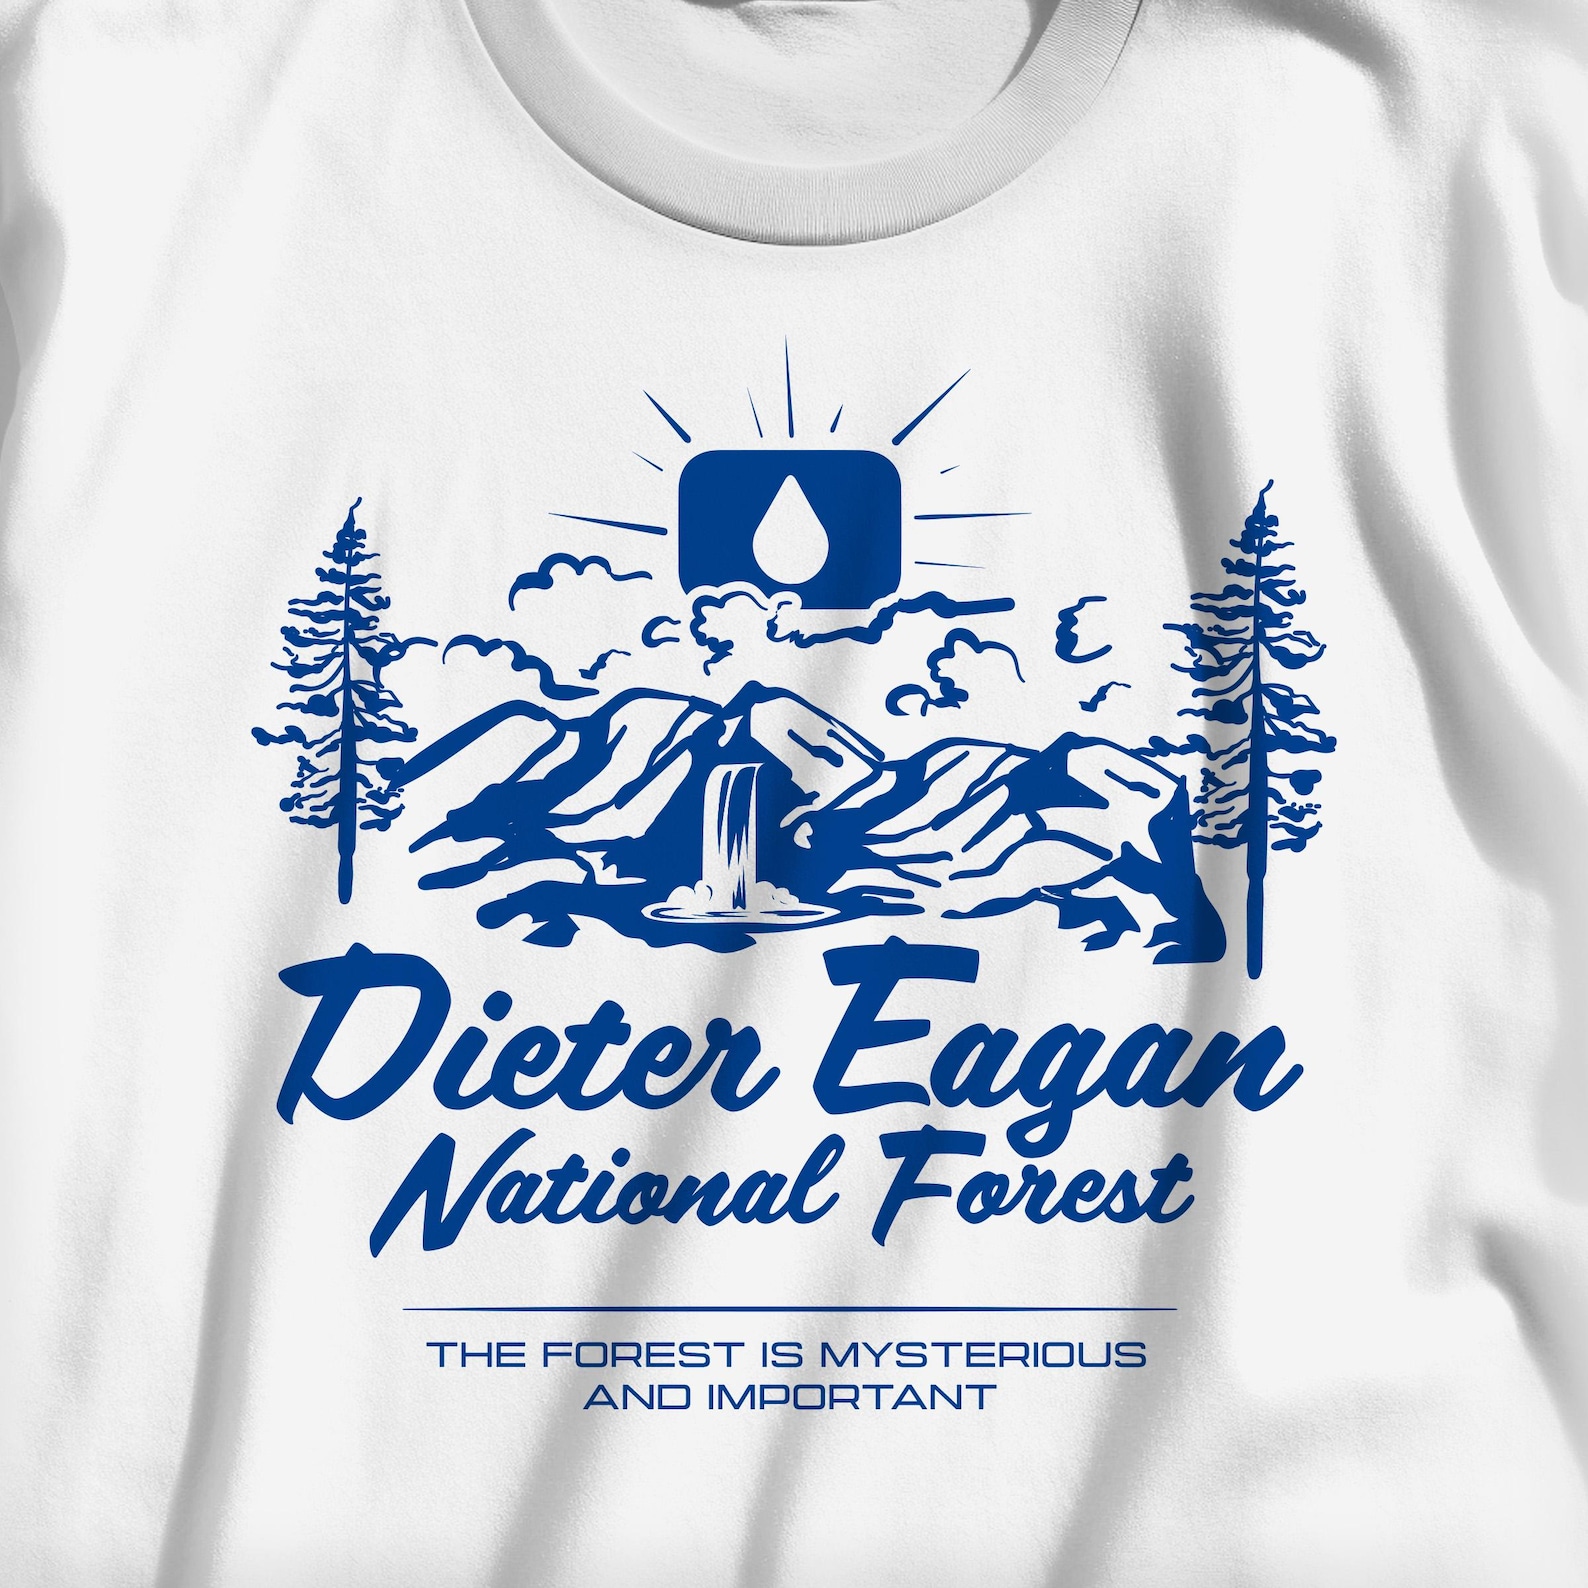 Dieter Eagan
National Forest
THE FOREST IS MYSTERIOUS
AND IMPORTANT